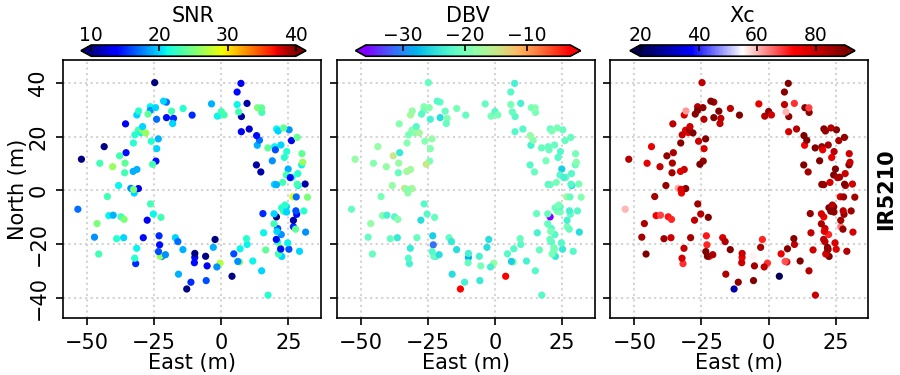 SNR DBV Xc
10 20 30 40 −30 −20 −10 20 40 60 80
40
20
0
−20
−40
North (m)
IR5210
−50 −25 0 25 −50 −25 0 25 −50 −25 0 25
East (m) East (m) East (m)